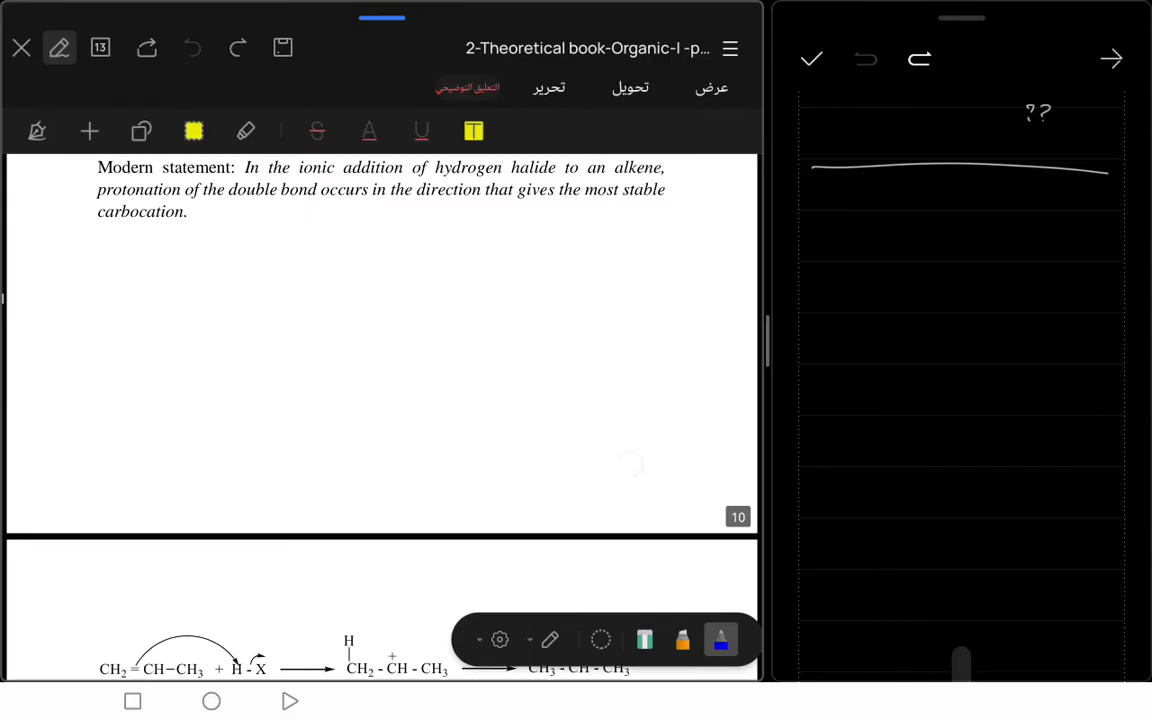 13
2-Theoretical book-Organic-I -p...
عرض تحويل تحرير التعليق التوضيحي
S A U T
Modern statement: In the ionic addition of hydrogen halide to an alkene,
protonation of the double bond occurs in the direction that gives the most stable
carbocation.
10
H
CH₂ = CH–CH₃ + H - X CH₂ - CH⁺ - CH₃ CH₃ - CH - CH₃
??